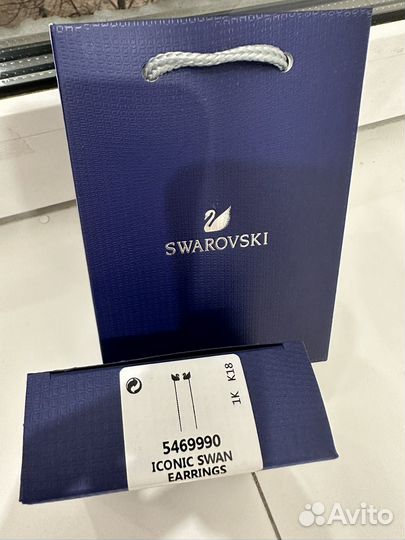 SWAROVSKI
1K K18
5469990
ICONIC SWAN
EARRINGS
Avito